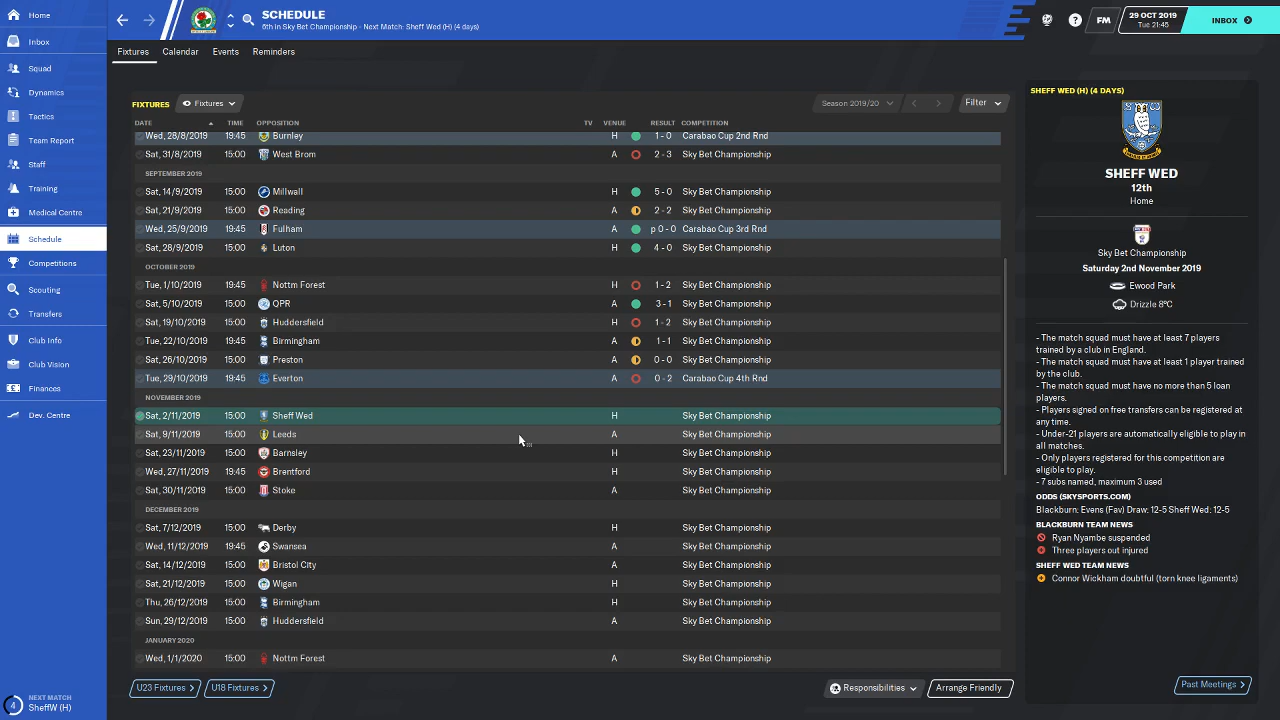 Home
Inbox
Squad
Dynamics
Tactics
Team Report
Staff
Training
Medical Centre
Schedule
Competitions
Scouting
Transfers
Club Info
Club Vision
Finances
Dev. Centre
4
NEXT MATCH
SheffW (H)
SCHEDULE
6th in Sky Bet Championship - Next Match: Sheff Wed (H) (4 days)
?
FM
29 OCT 2019
Tue 21:45
INBOX
Fixtures Calendar Events Reminders
FIXTURES Fixtures Season 2019/20 Filter
DATE TIME OPPOSITION TV VENUE RESULT COMPETITION
Wed, 28/8/2019 19:45 Burnley H 1 - 0 Carabao Cup 2nd Rnd
Sat, 31/8/2019 15:00 West Brom A 2 - 3 Sky Bet Championship
SEPTEMBER 2019
Sat, 14/9/2019 15:00 Millwall H 5 - 0 Sky Bet Championship
Sat, 21/9/2019 15:00 Reading A 2 - 2 Sky Bet Championship
Wed, 25/9/2019 19:45 Fulham A p 0 - 0 Carabao Cup 3rd Rnd
Sat, 28/9/2019 15:00 Luton H 4 - 0 Sky Bet Championship
OCTOBER 2019
Tue, 1/10/2019 19:45 Nottm Forest H 1 - 2 Sky Bet Championship
Sat, 5/10/2019 15:00 QPR A 3 - 1 Sky Bet Championship
Sat, 19/10/2019 15:00 Huddersfield H 1 - 2 Sky Bet Championship
Tue, 22/10/2019 19:45 Birmingham A 1 - 1 Sky Bet Championship
Sat, 26/10/2019 15:00 Preston A 0 - 0 Sky Bet Championship
Tue, 29/10/2019 19:45 Everton A 0 - 2 Carabao Cup 4th Rnd
NOVEMBER 2019
Sat, 2/11/2019 15:00 Sheff Wed H Sky Bet Championship
Sat, 9/11/2019 15:00 Leeds A Sky Bet Championship
Sat, 23/11/2019 15:00 Barnsley H Sky Bet Championship
Wed, 27/11/2019 19:45 Brentford H Sky Bet Championship
Sat, 30/11/2019 15:00 Stoke A Sky Bet Championship
DECEMBER 2019
Sat, 7/12/2019 15:00 Derby H Sky Bet Championship
Wed, 11/12/2019 19:45 Swansea A Sky Bet Championship
Sat, 14/12/2019 15:00 Bristol City A Sky Bet Championship
Sat, 21/12/2019 15:00 Wigan H Sky Bet Championship
Thu, 26/12/2019 15:00 Birmingham H Sky Bet Championship
Sun, 29/12/2019 15:00 Huddersfield A Sky Bet Championship
JANUARY 2020
Wed, 1/1/2020 15:00 Nottm Forest A Sky Bet Championship
U23 Fixtures U18 Fixtures Responsibilities Arrange Friendly
SHEFF WED (H) (4 DAYS)
SHEFF WED
12th
Home
Sky Bet Championship
Saturday 2nd November 2019
Ewood Park
Drizzle 8°C
- The match squad must have at least 7 players
trained by a club in England.
- The match squad must have at least 1 player trained
by the club.
- The match squad must have no more than 5 loan
players.
- Players signed on free transfers can be registered at
any time.
- Under-21 players are automatically eligible to play in
all matches.
- Only players registered for this competition are
eligible to play.
- 7 subs named, maximum 3 used
ODDS (SKYSPORTS.COM)
Blackburn: Evens (Fav) Draw: 12-5 Sheff Wed: 12-5
BLACKBURN TEAM NEWS
Ryan Nyambe suspended
Three players out injured
SHEFF WED TEAM NEWS
Connor Wickham doubtful (torn knee ligaments)
Past Meetings